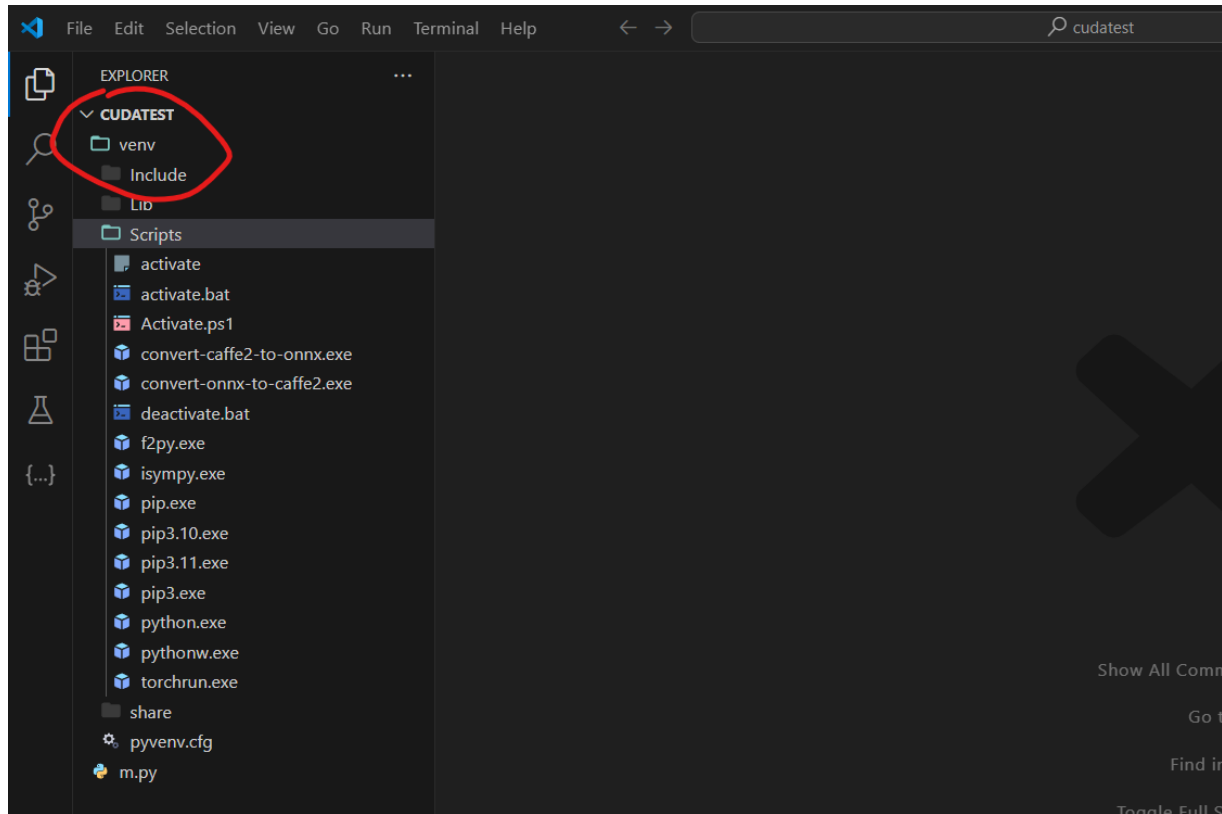 File Edit Selection View Go Run Terminal Help cudatest
EXPLORER ...
CUDATEST
venv
Include
Lib
Scripts
activate
activate.bat
Activate.ps1
convert-caffe2-to-onnx.exe
convert-onnx-to-caffe2.exe
deactivate.bat
f2py.exe
isympy.exe
{...} pip.exe
pip3.10.exe
pip3.11.exe
pip3.exe
python.exe
pythonw.exe
torchrun.exe
share
pyvenv.cfg
m.py
Show All
Go
Find
Toggle Full